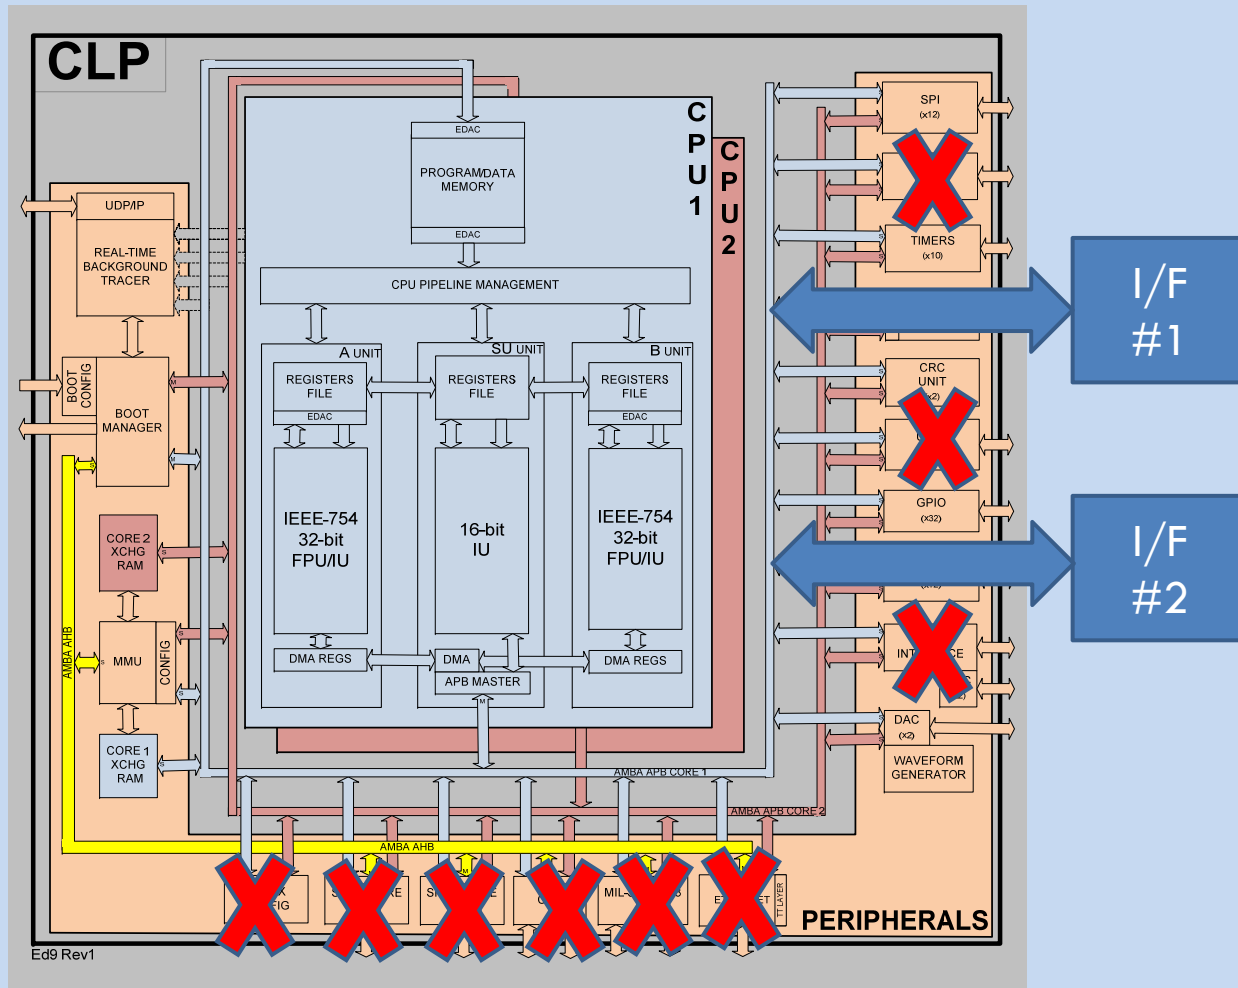 CLP
CPU1
CPU2
EDAC
PROGRAM/DATA
MEMORY
EDAC
CPU PIPELINE MANAGEMENT
A UNIT
SU UNIT
B UNIT
REGISTERS
FILE
EDAC
REGISTERS
FILE
REGISTERS
FILE
EDAC
IEEE-754
32-bit
FPU/IU
16-bit
IU
IEEE-754
32-bit
FPU/IU
DMA REGS
DMA
APB MASTER
DMA REGS
UDP/IP
REAL-TIME
BACKGROUND
TRACER
BOOT
CONFIG
BOOT
MANAGER
M
M
S
CORE 2
XCHG
RAM
S
MMU
CONFIG
S
S
S
CORE 1
XCHG
RAM
S
AMBA AHB
AMBA APB CORE 1
AMBA APB CORE 2
AMBA AHB
M
SPI
(x12)
TIMERS
(x10)
CRC
UNIT
GPIO
(x32)
DAC
(x2)
WAVEFORM
GENERATOR
TT LAYER
PERIPHERALS
I/F
#1
I/F
#2
Ed9 Rev1